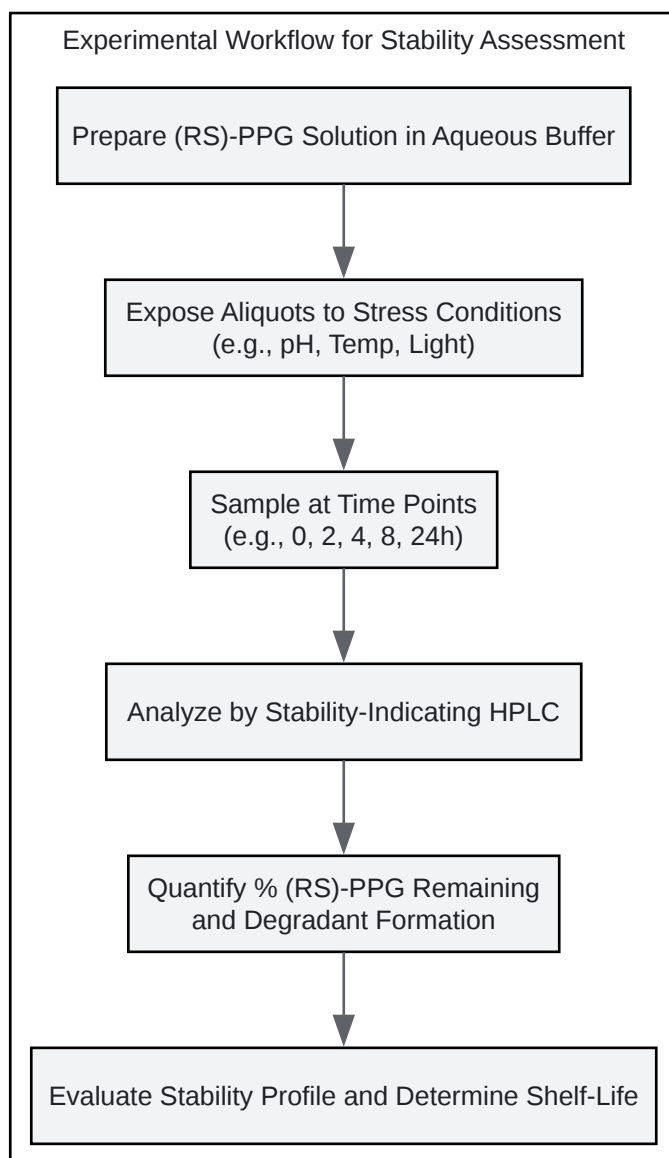 Experimental Workflow for Stability Assessment
Prepare (RS)-PPG Solution in Aqueous Buffer
Expose Aliquots to Stress Conditions
(e.g., pH, Temp, Light)
Sample at Time Points
(e.g., 0, 2, 4, 8, 24h)
Analyze by Stability-Indicating HPLC
Quantify % (RS)-PPG Remaining
and Degradant Formation
Evaluate Stability Profile and Determine Shelf-Life